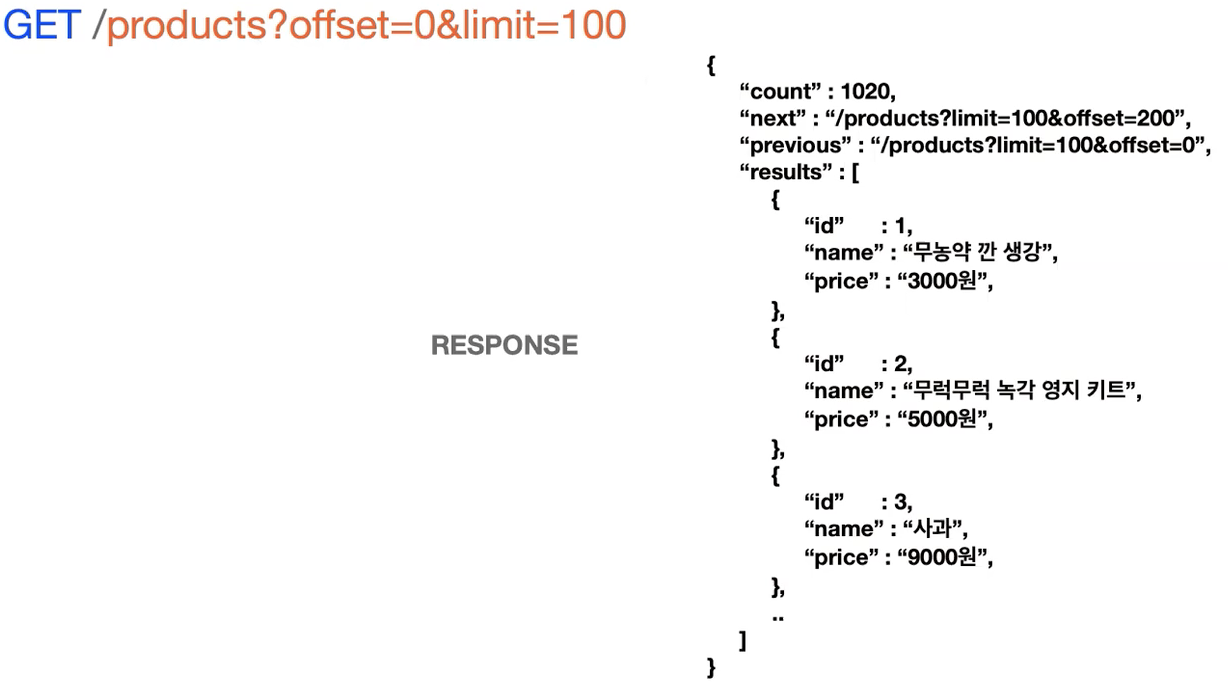 GET /products?offset=0&limit=100
{
“count” : 1020,
“next” : “/products?limit=100&offset=200”,
“previous” : “/products?limit=100&offset=0”,
“results” : [
{
“id” : 1,
“name” : “무농약 깐 생강”,
“price” : “3000원”,
},
{
RESPONSE
“id” : 2,
“name” : “무럭무럭 녹각 영지 키트”,
“price” : “5000원”,
},
{
“id” : 3,
“name” : “사과”,
“price” : “9000원”,
},
..
]
}